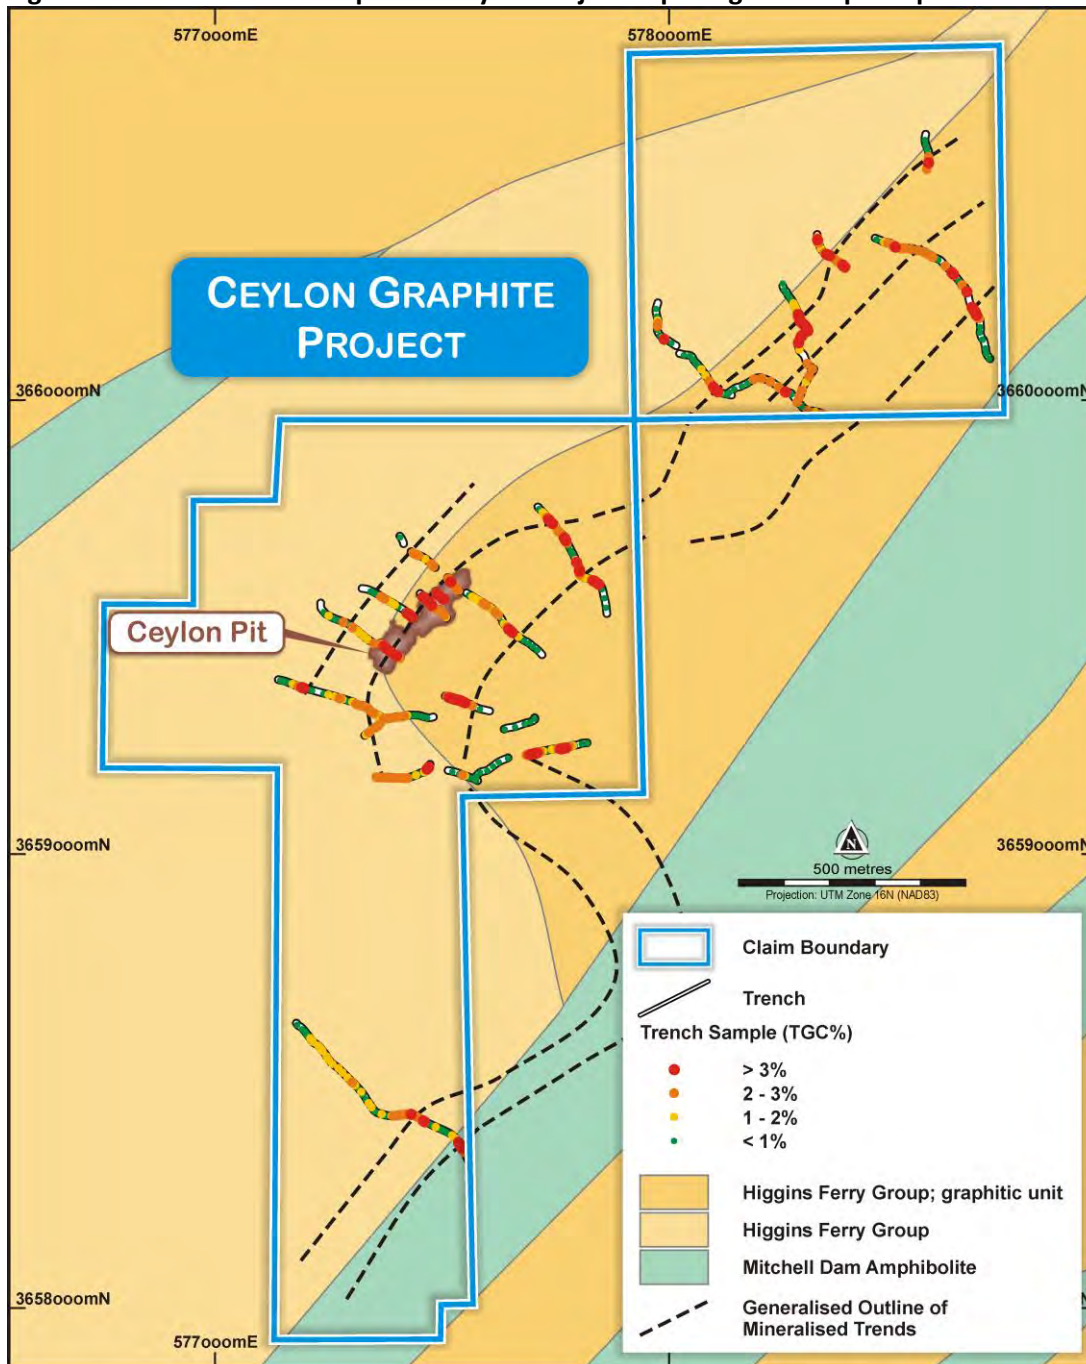 577000mE
578000mE
CEYLON GRAPHITE
PROJECT
3660000mN
3660000mN
Ceylon Pit
3659000mN
3659000mN
N
500 metres
Projection: UTM Zone 16N (NAD83)
Claim Boundary
Trench
Trench Sample (TGC%)
> 3%
2 - 3%
1 - 2%
< 1%
Higgins Ferry Group; graphitic unit
Higgins Ferry Group
Mitchell Dam Amphibolite
Generalised Outline of
Mineralised Trends
3658000mN
577000mE
578000mE